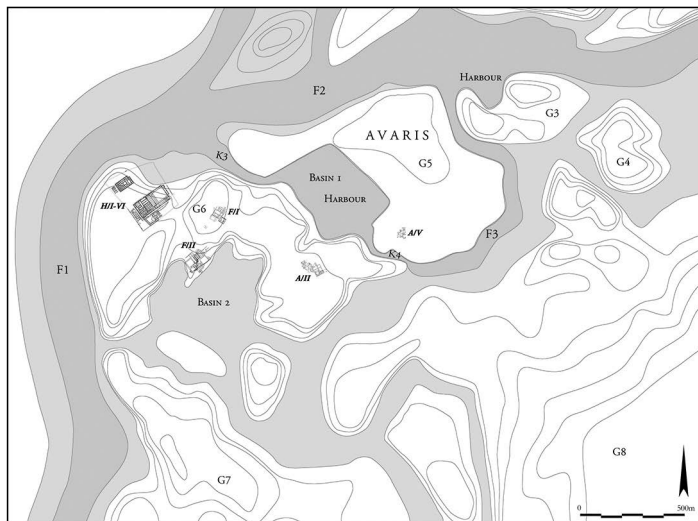 HARBOUR
F2
G3
AVARIS
K3
G5
G4
BASIN 1
HARBOUR
H/I-VI
G6
F/I
A/V
F3
F/II
K4
F1
A/II
BASIN 2
G8
G7
0 500m